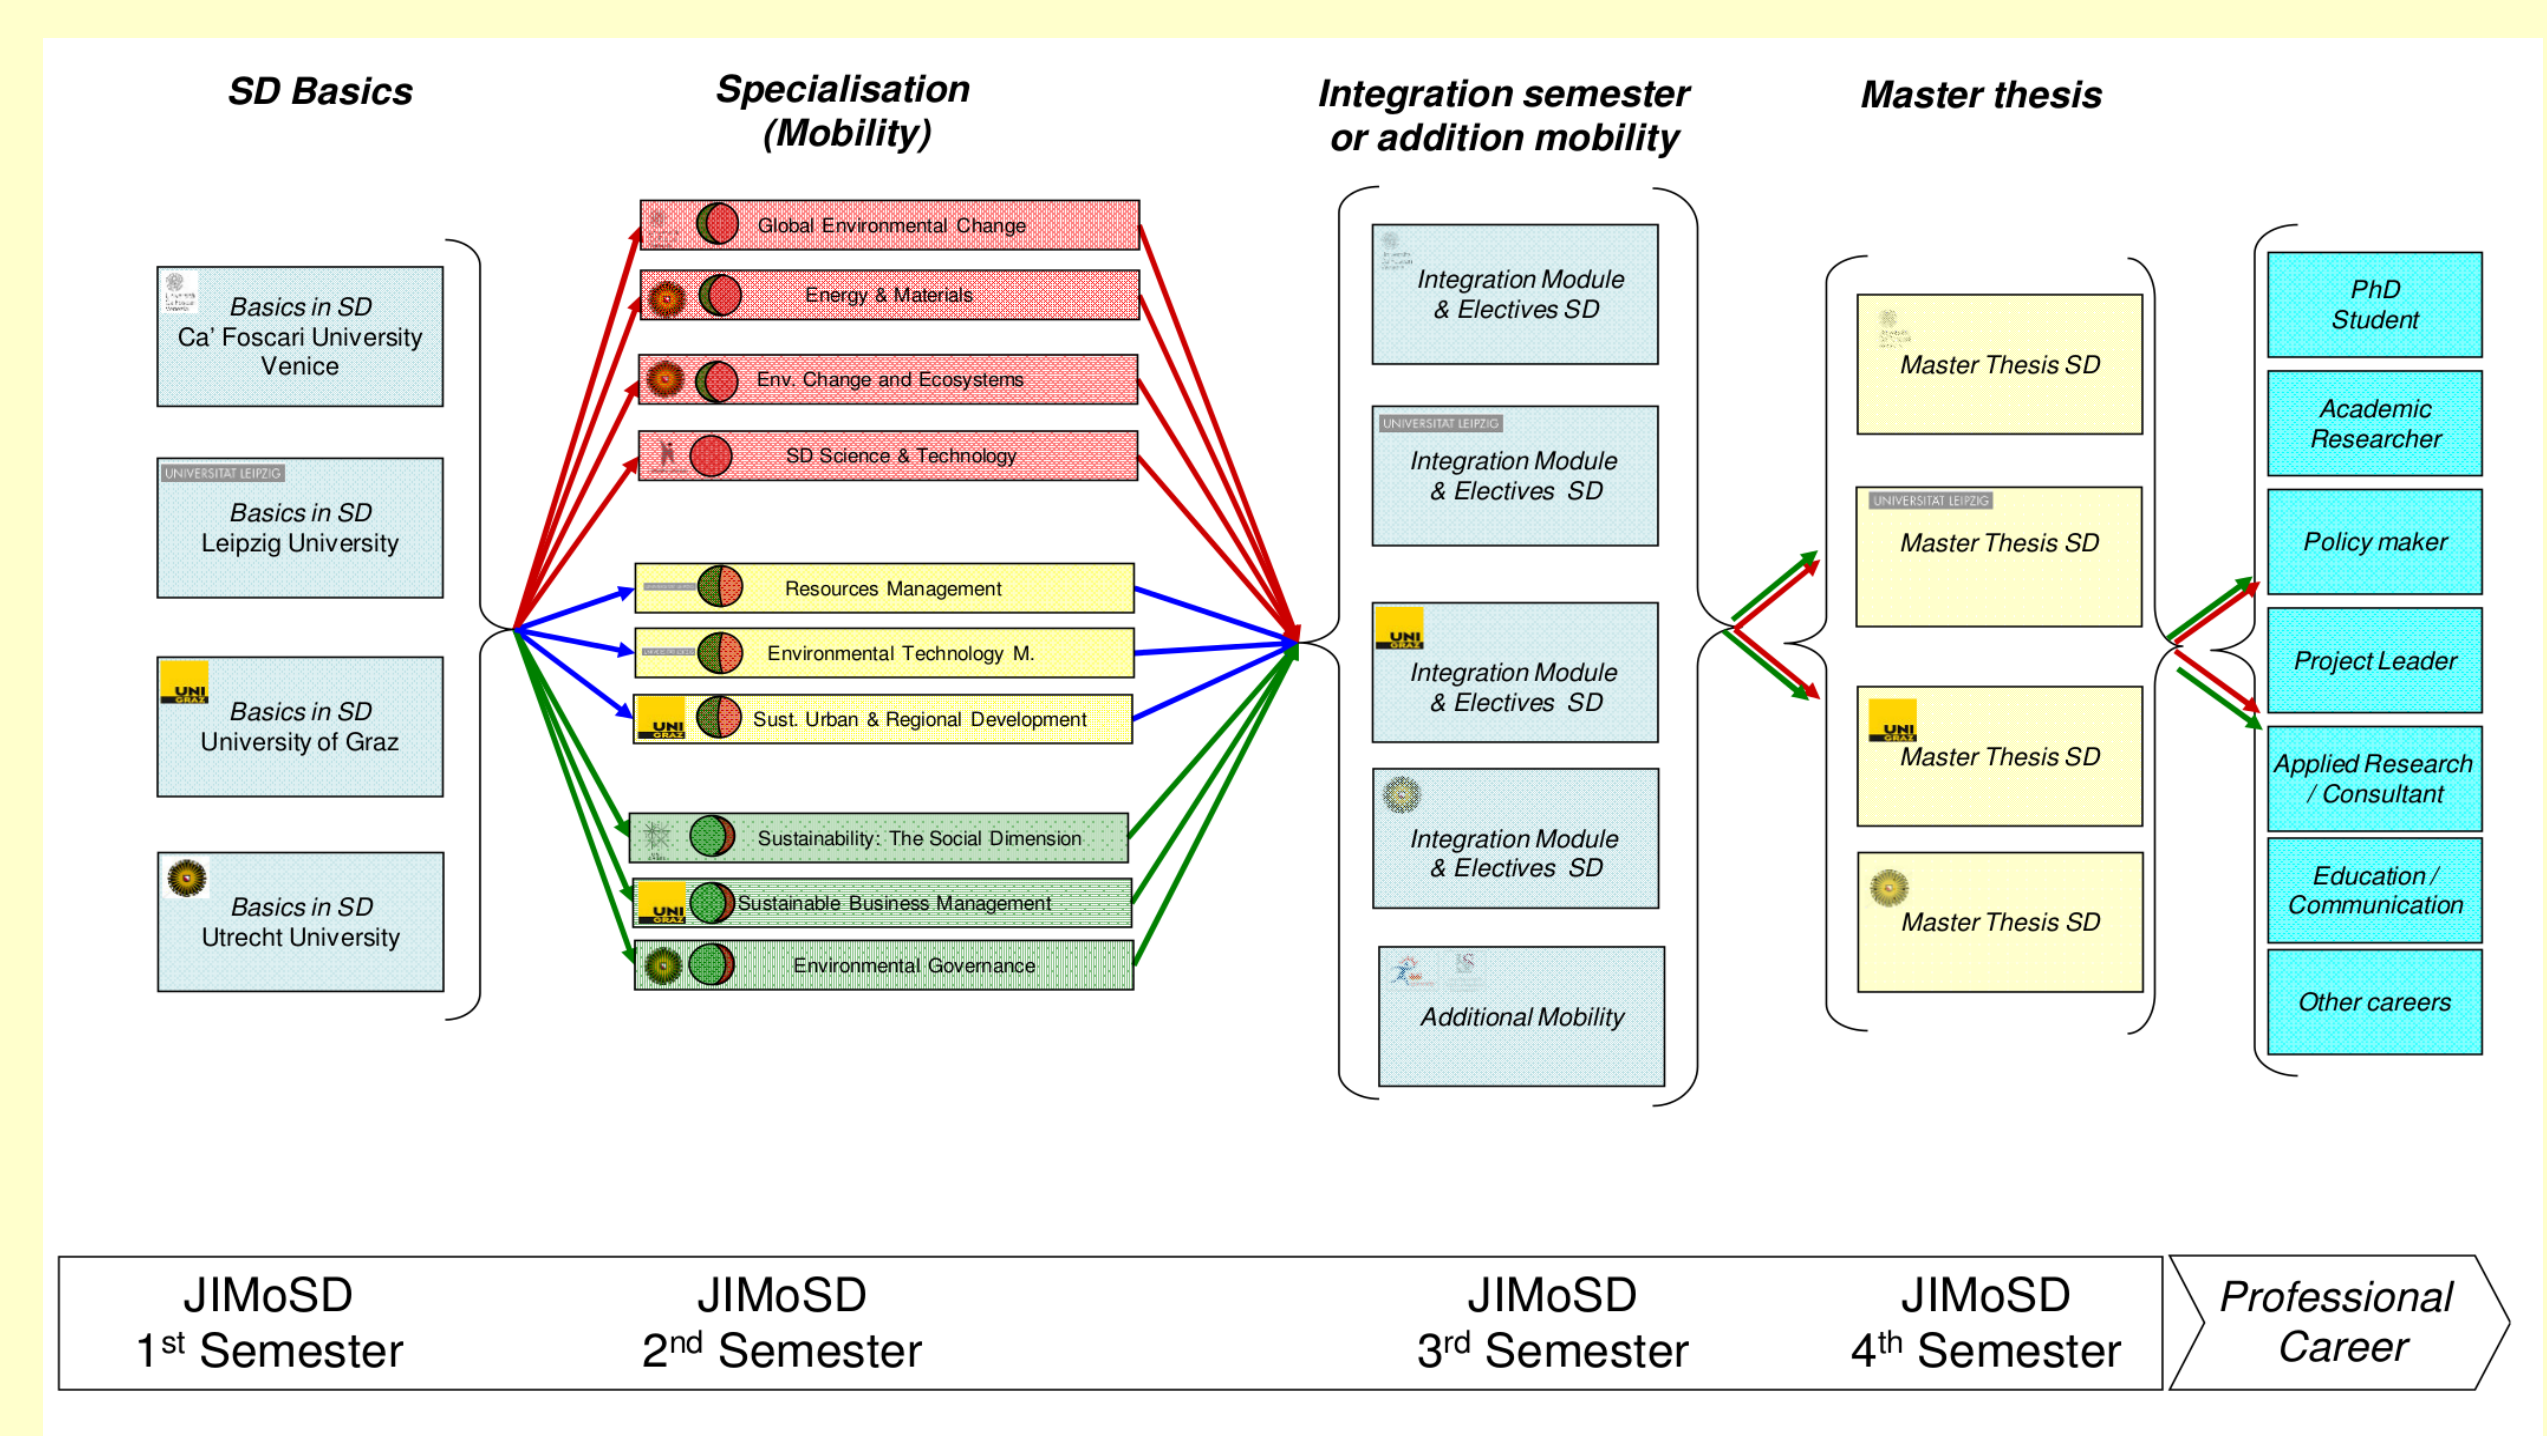 SD Basics
Specialisation
(Mobility)
Integration semester
or addition mobility
Master thesis
Basics in SD
Ca' Foscari University
Venice
UNIVERSITÄT LEIPZIG
Basics in SD
Leipzig University
UNI
GRAZ
Basics in SD
University of Graz
Basics in SD
Utrecht University
Global Environmental Change
Energy & Materials
Env. Change and Ecosystems
SD Science & Technology
Resources Management
Environmental Technology M.
UNI
GRAZ
Sust. Urban & Regional Development
Sustainability: The Social Dimension
UNI
GRAZ
Sustainable Business Management
Environmental Governance
Integration Module
& Electives SD
UNIVERSITÄT LEIPZIG
Integration Module
& Electives SD
UNI
GRAZ
Integration Module
& Electives SD
Integration Module
& Electives SD
Additional Mobility
Master Thesis SD
UNIVERSITÄT LEIPZIG
Master Thesis SD
UNI
GRAZ
Master Thesis SD
Master Thesis SD
PhD
Student
Academic
Researcher
Policy maker
Project Leader
Applied Research
/ Consultant
Education /
Communication
Other careers
JIMoSD
1st Semester
JIMoSD
2nd Semester
JIMoSD
3rd Semester
JIMoSD
4th Semester
Professional
Career